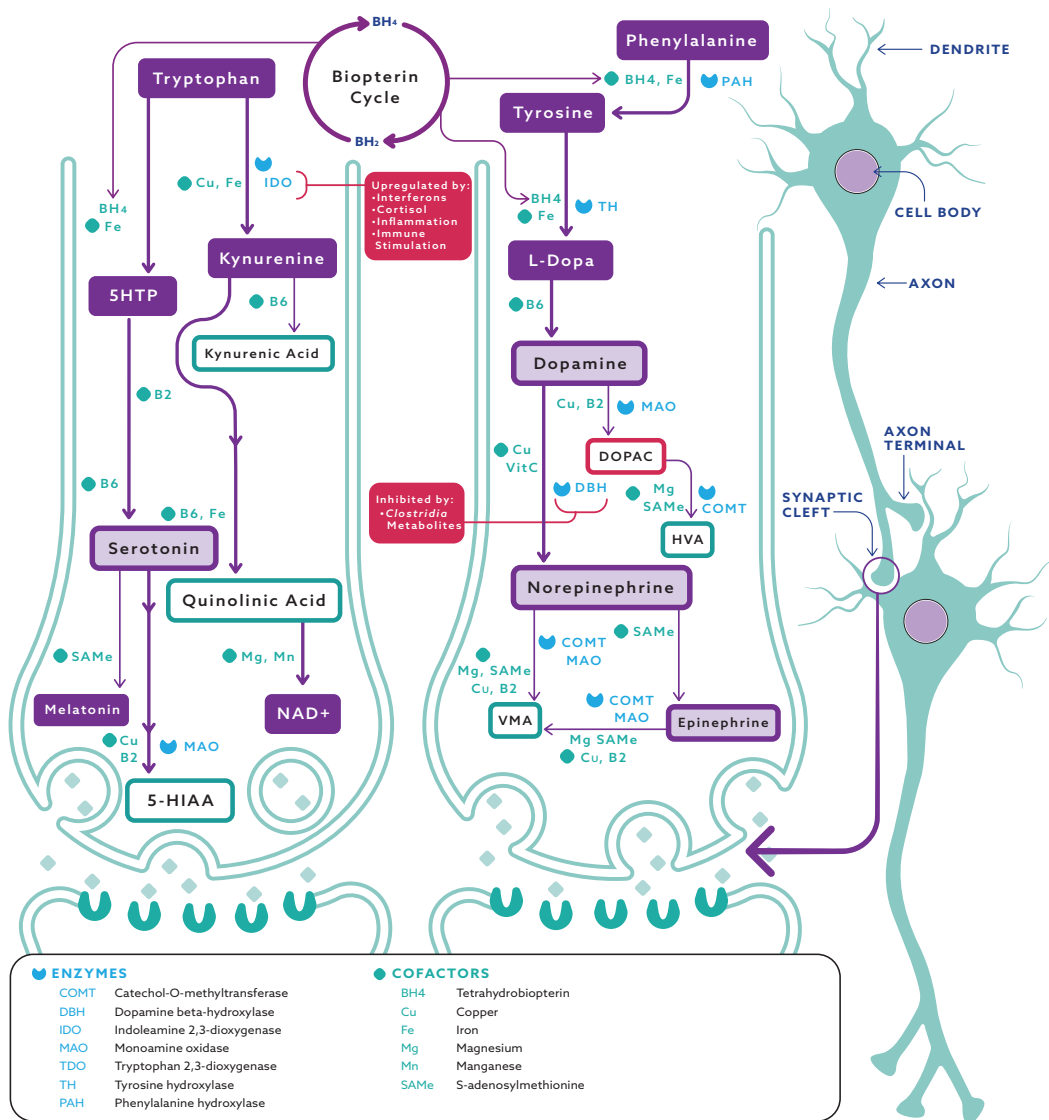 BH₄
Biopterin
Cycle
BH₂
Tryptophan
Cu, Fe
IDO
BH₄
Fe
Upregulated by:
•Interferons
•Cortisol
•Inflammation
•Immune
Stimulation
Kynurenine
5HTP
B6
Kynurenic Acid
B2
B6
B6, Fe
Serotonin
Quinolinic Acid
SAMe
Mg, Mn
Melatonin
NAD+
Cu
B2
MAO
5-HIAA
Phenylalanine
BH4, Fe
PAH
Tyrosine
BH4
Fe
TH
L-Dopa
B6
Dopamine
Cu, B2
MAO
Cu
VitC
DOPAC
DBH
Mg
SAMe
COMT
Inhibited by:
•Clostridia
Metabolites
HVA
Norepinephrine
COMT
MAO
SAMe
Mg, SAMe
Cu, B2
COMT
MAO
VMA
Epinephrine
Mg SAMe
Cu, B2
DENDRITE
CELL BODY
AXON
AXON
TERMINAL
SYNAPTIC
CLEFT
ENZYMES
COMT Catechol-O-methyltransferase
DBH Dopamine beta-hydroxylase
IDO Indoleamine 2,3-dioxygenase
MAO Monoamine oxidase
TDO Tryptophan 2,3-dioxygenase
TH Tyrosine hydroxylase
PAH Phenylalanine hydroxylase
COFACTORS
BH4 Tetrahydrobiopterin
Cu Copper
Fe Iron
Mg Magnesium
Mn Manganese
SAMe S-adenosylmethionine